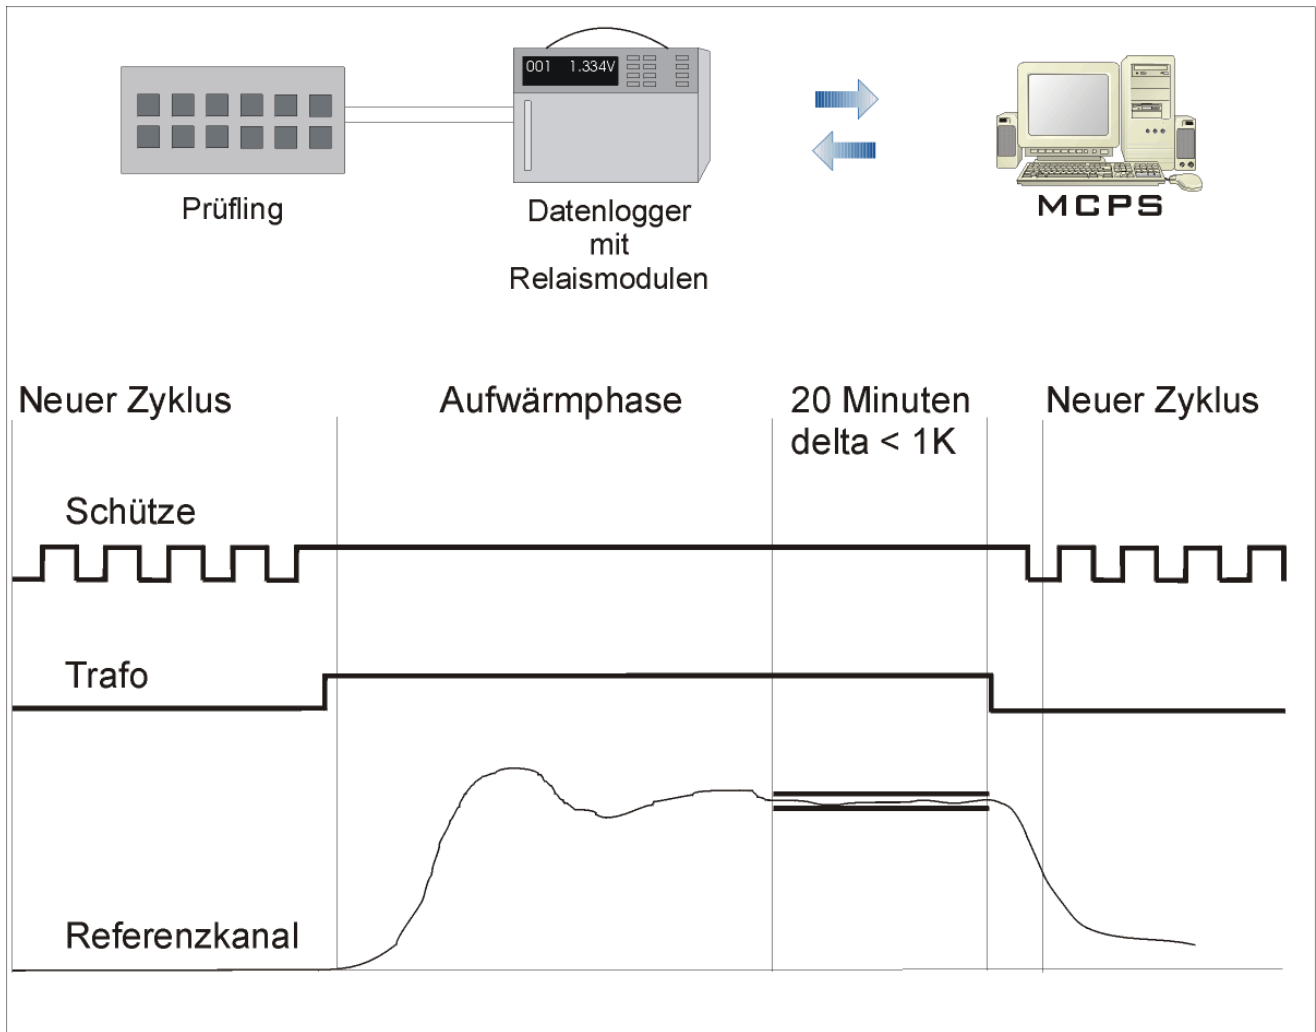 001 1.334V
Prüfling
Datenlogger
mit
Relaismodulen
MCPS
Neuer Zyklus
Aufwärmphase
20 Minuten
delta < 1K
Neuer Zyklus
Schütze
Trafo
Referenzkanal